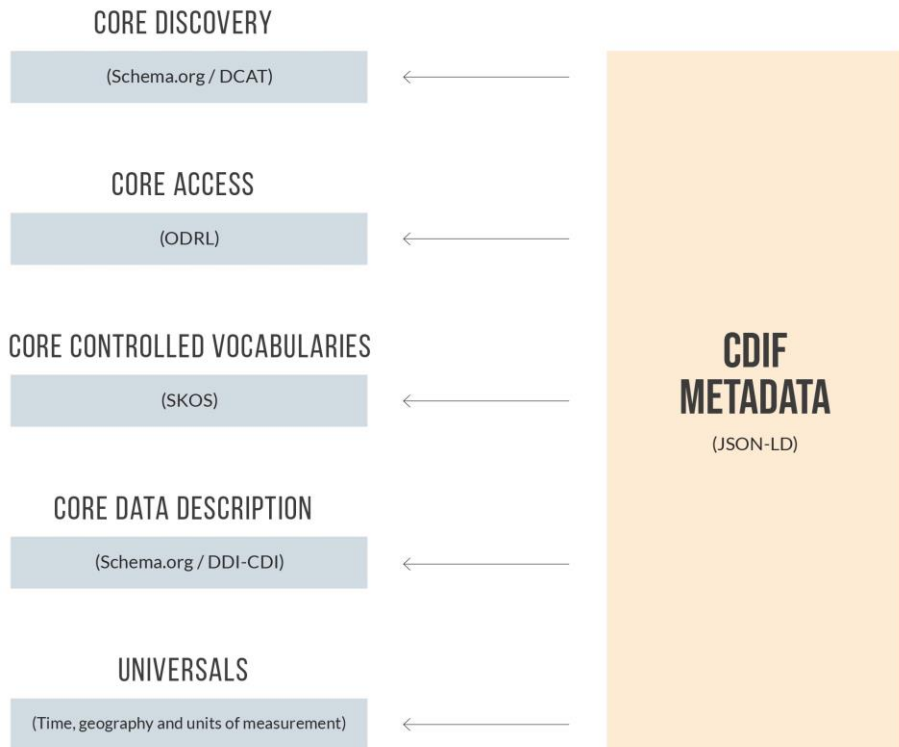 CORE DISCOVERY
(Schema.org / DCAT)
CORE ACCESS
(ODRL)
CORE CONTROLLED VOCABULARIES
(SKOS)
CORE DATA DESCRIPTION
(Schema.org / DDI-CDI)
UNIVERSALS
(Time, geography and units of measurement)
CDIF
METADATA
(JSON-LD)